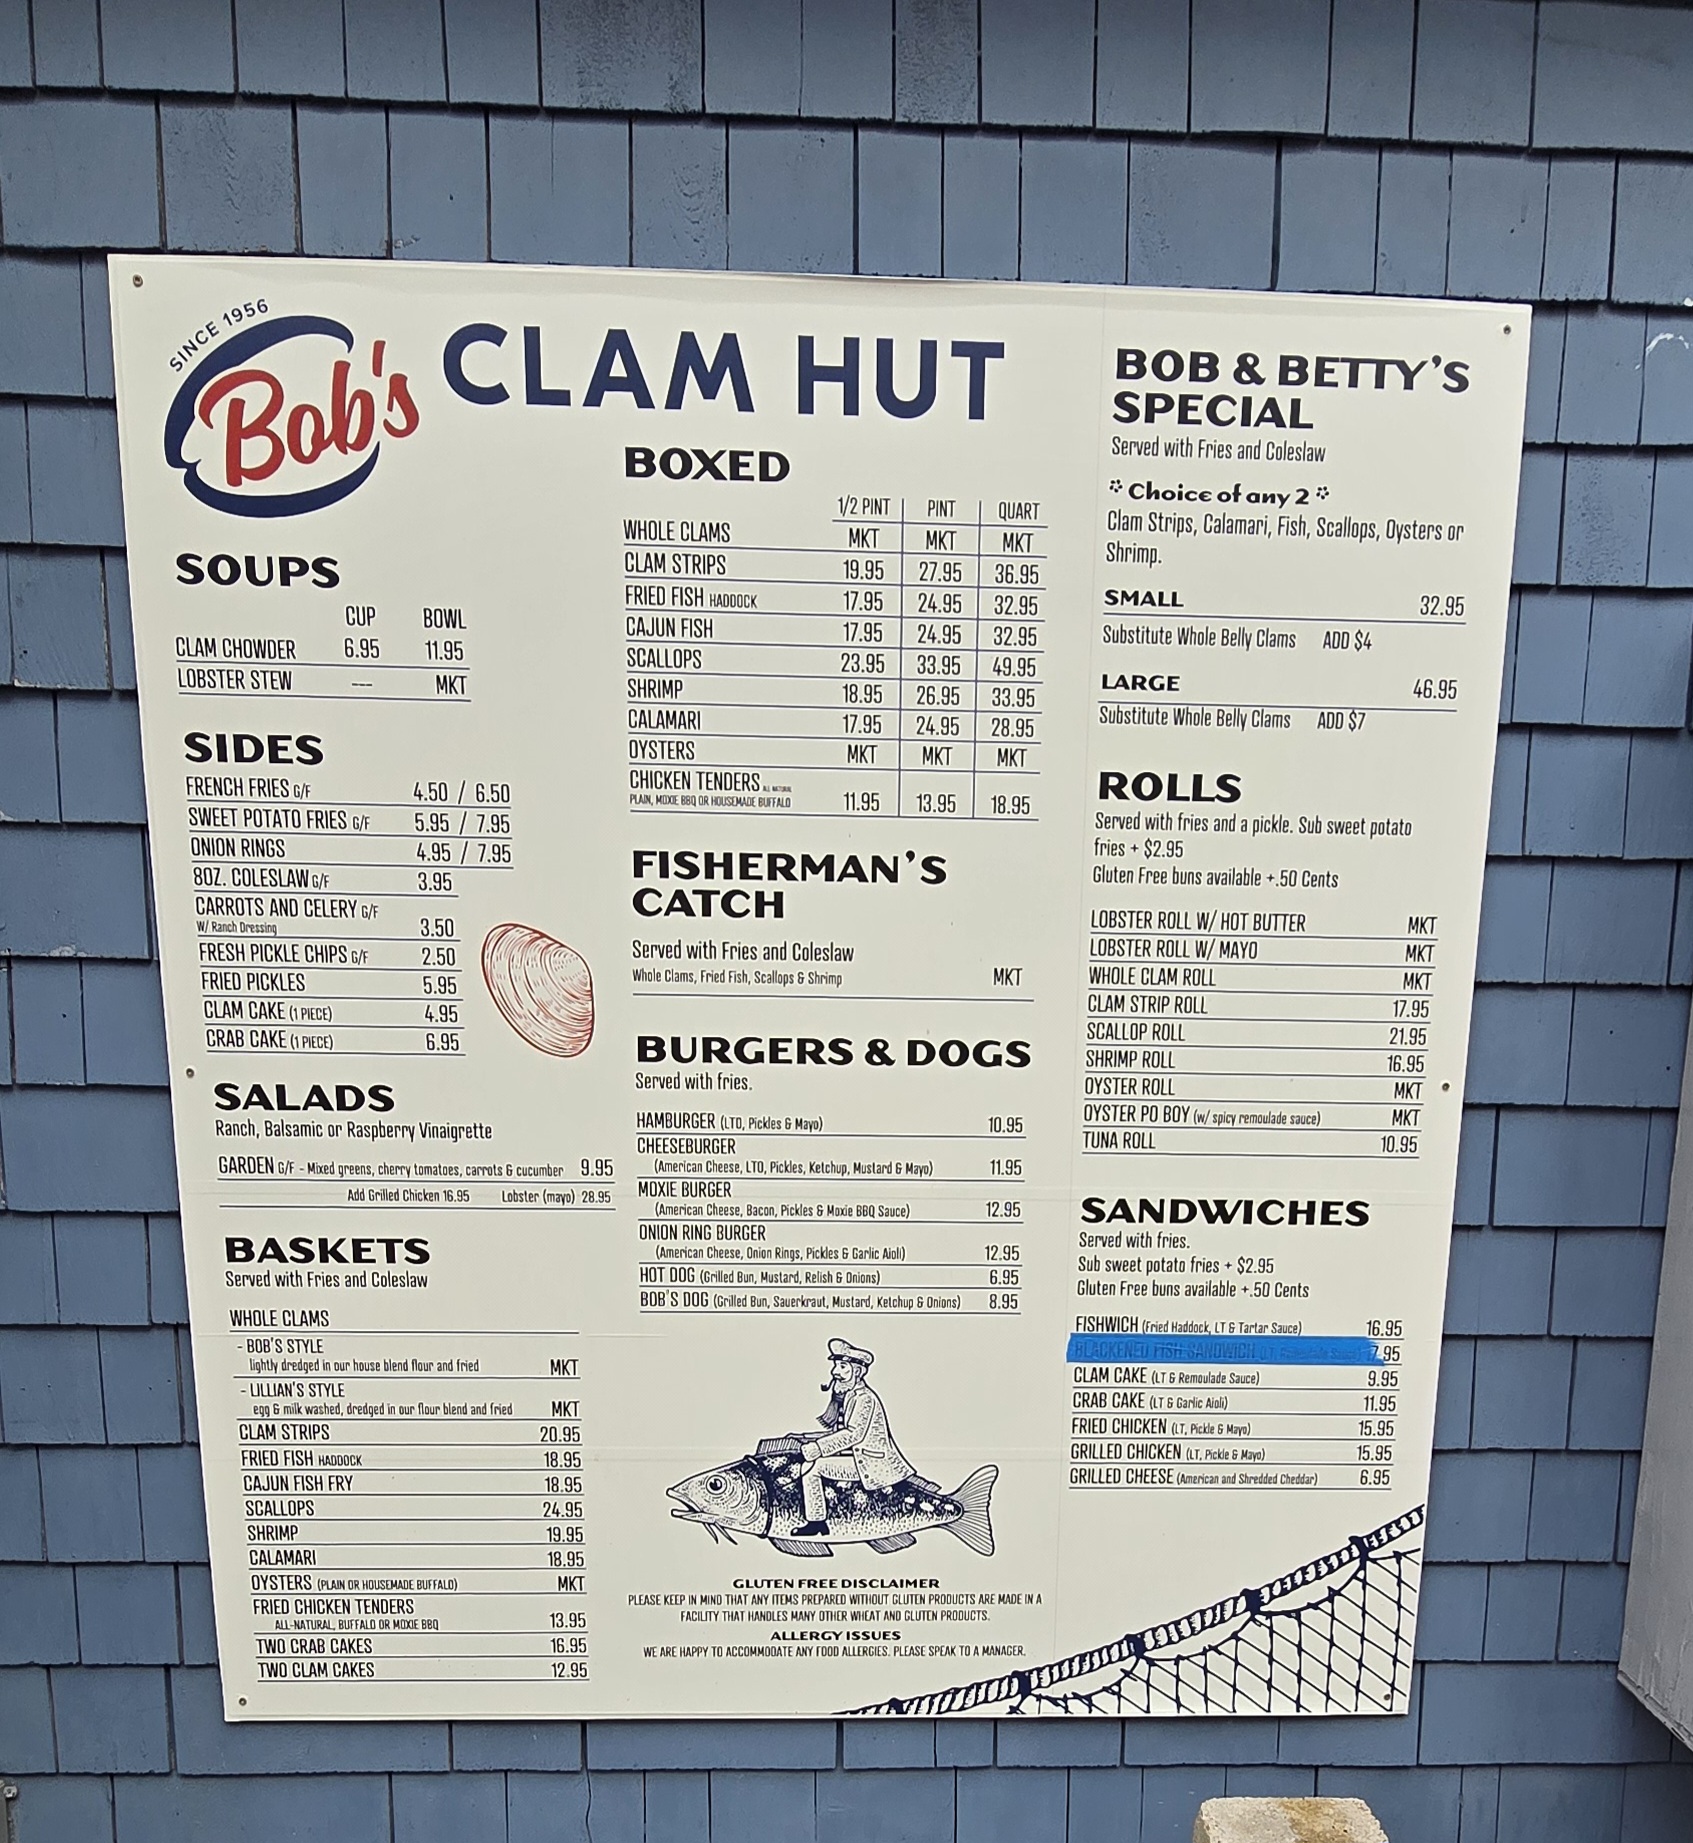 SINCE 1956
Bob's CLAM HUT
SOUPS
CUP BOWL
CLAM CHOWDER 6.95 11.95
LOBSTER STEW --- MKT
SIDES
FRENCH FRIES G/F 4.50 / 6.50
SWEET POTATO FRIES G/F 5.95 / 7.95
ONION RINGS 4.95 / 7.95
8OZ. COLESLAW G/F 3.95
CARROTS AND CELERY G/F
W/ Ranch Dressing 3.50
FRESH PICKLE CHIPS G/F 2.50
FRIED PICKLES 5.95
CLAM CAKE (1 PIECE) 4.95
CRAB CAKE (1 PIECE) 6.95
SALADS
Ranch, Balsamic or Raspberry Vinaigrette
GARDEN G/F - Mixed greens, cherry tomatoes, carrots & cucumber 9.95
Add Grilled Chicken 16.95 Lobster (mayo) 28.95
BASKETS
Served with Fries and Coleslaw
WHOLE CLAMS
- BOB'S STYLE
lightly dredged in our house blend flour and fried MKT
- LILLIAN'S STYLE
egg & milk washed, dredged in our flour blend and fried MKT
CLAM STRIPS 20.95
FRIED FISH HADDOCK 18.95
CAJUN FISH FRY 18.95
SCALLOPS 24.95
SHRIMP 19.95
CALAMARI 18.95
OYSTERS (PLAIN OR HOUSEMADE BUFFALO) MKT
FRIED CHICKEN TENDERS
ALL-NATURAL, BUFFALO OR MOXIE BBQ 13.95
TWO CRAB CAKES 16.95
TWO CLAM CAKES 12.95
BOXED
1/2 PINT PINT QUART
WHOLE CLAMS MKT MKT MKT
CLAM STRIPS 19.95 27.95 36.95
FRIED FISH HADDOCK 17.95 24.95 32.95
CAJUN FISH 17.95 24.95 32.95
SCALLOPS 23.95 33.95 49.95
SHRIMP 18.95 26.95 33.95
CALAMARI 17.95 24.95 28.95
OYSTERS MKT MKT MKT
CHICKEN TENDERS ALL NATURAL
PLAIN, MOXIE BBQ OR HOUSEMADE BUFFALO 11.95 13.95 18.95
FISHERMAN'S
CATCH
Served with Fries and Coleslaw
Whole Clams, Fried Fish, Scallops & Shrimp MKT
BURGERS & DOGS
Served with fries.
HAMBURGER (LTO, Pickles & Mayo) 10.95
CHEESEBURGER
(American Cheese, LTO, Pickles, Ketchup, Mustard & Mayo) 11.95
MOXIE BURGER
(American Cheese, Bacon, Pickles & Moxie BBQ Sauce) 12.95
ONION RING BURGER
(American Cheese, Onion Rings, Pickles & Garlic Aioli) 12.95
HOT DOG (Grilled Bun, Mustard, Relish & Onions) 6.95
BOB'S DOG (Grilled Bun, Sauerkraut, Mustard, Ketchup & Onions) 8.95
GLUTEN FREE DISCLAIMER
PLEASE KEEP IN MIND THAT ANY ITEMS PREPARED WITHOUT GLUTEN PRODUCTS ARE MADE IN A
FACILITY THAT HANDLES MANY OTHER WHEAT AND GLUTEN PRODUCTS.
ALLERGY ISSUES
WE ARE HAPPY TO ACCOMMODATE ANY FOOD ALLERGIES. PLEASE SPEAK TO A MANAGER.
BOB & BETTY'S
SPECIAL
Served with Fries and Coleslaw
Choice of any 2
Clam Strips, Calamari, Fish, Scallops, Oysters or
Shrimp.
SMALL 32.95
Substitute Whole Belly Clams ADD $4
LARGE 46.95
Substitute Whole Belly Clams ADD $7
ROLLS
Served with fries and a pickle. Sub sweet potato
fries + $2.95
Gluten Free buns available +.50 Cents
LOBSTER ROLL W/ HOT BUTTER MKT
LOBSTER ROLL W/ MAYO MKT
WHOLE CLAM ROLL MKT
CLAM STRIP ROLL 17.95
SCALLOP ROLL 21.95
SHRIMP ROLL 16.95
OYSTER ROLL MKT
OYSTER PO BOY (w/ spicy remoulade sauce) MKT
TUNA ROLL 10.95
SANDWICHES
Served with fries.
Sub sweet potato fries + $2.95
Gluten Free buns available +.50 Cents
FISHWICH (Fried Haddock, LT & Tartar Sauce) 16.95
BLACKENED FISH SANDWICH 7.95
CLAM CAKE (LT & Remoulade Sauce) 9.95
CRAB CAKE (LT & Garlic Aioli) 11.95
FRIED CHICKEN (LT, Pickle & Mayo) 15.95
GRILLED CHICKEN (LT, Pickle & Mayo) 15.95
GRILLED CHEESE (American and Shredded Cheddar) 6.95